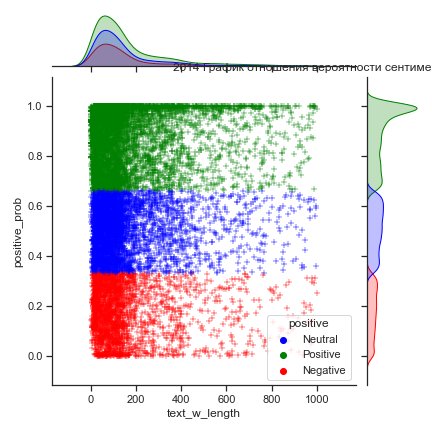 2014 График отношения вероятности сентиме
1.0
0.8
0.6
0.4
0.2
0.0
positive_prob
positive
Neutral
Positive
Negative
0 200 400 600 800 1000
text_w_length